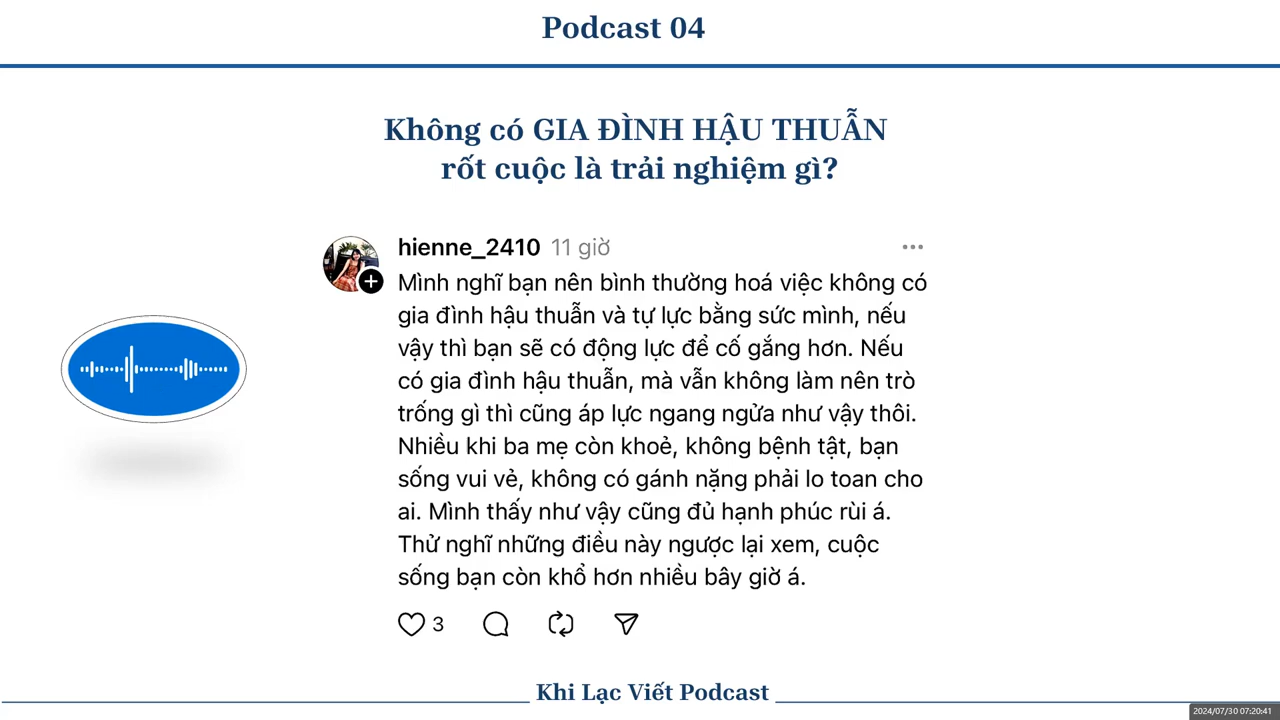 Podcast 04
Không có GIA ĐÌNH HẬU THUẪN
rốt cuộc là trải nghiệm gì?
hienne_2410 11 giờ
Mình nghĩ bạn nên bình thường hoá việc không có
gia đình hậu thuẫn và tự lực bằng sức mình, nếu
vậy thì bạn sẽ có động lực để cố gắng hơn. Nếu
có gia đình hậu thuẫn, mà vẫn không làm nên trò
trống gì thì cũng áp lực ngang ngửa như vậy thôi.
Nhiều khi ba mẹ còn khoẻ, không bệnh tật, bạn
sống vui vẻ, không có gánh nặng phải lo toan cho
ai. Mình thấy như vậy cũng đủ hạnh phúc rùi á.
Thử nghĩ những điều này ngược lại xem, cuộc
sống bạn còn khổ hơn nhiều bây giờ á.
3
Khi Lạc Viết Podcast
2024/07/30 07:20:41